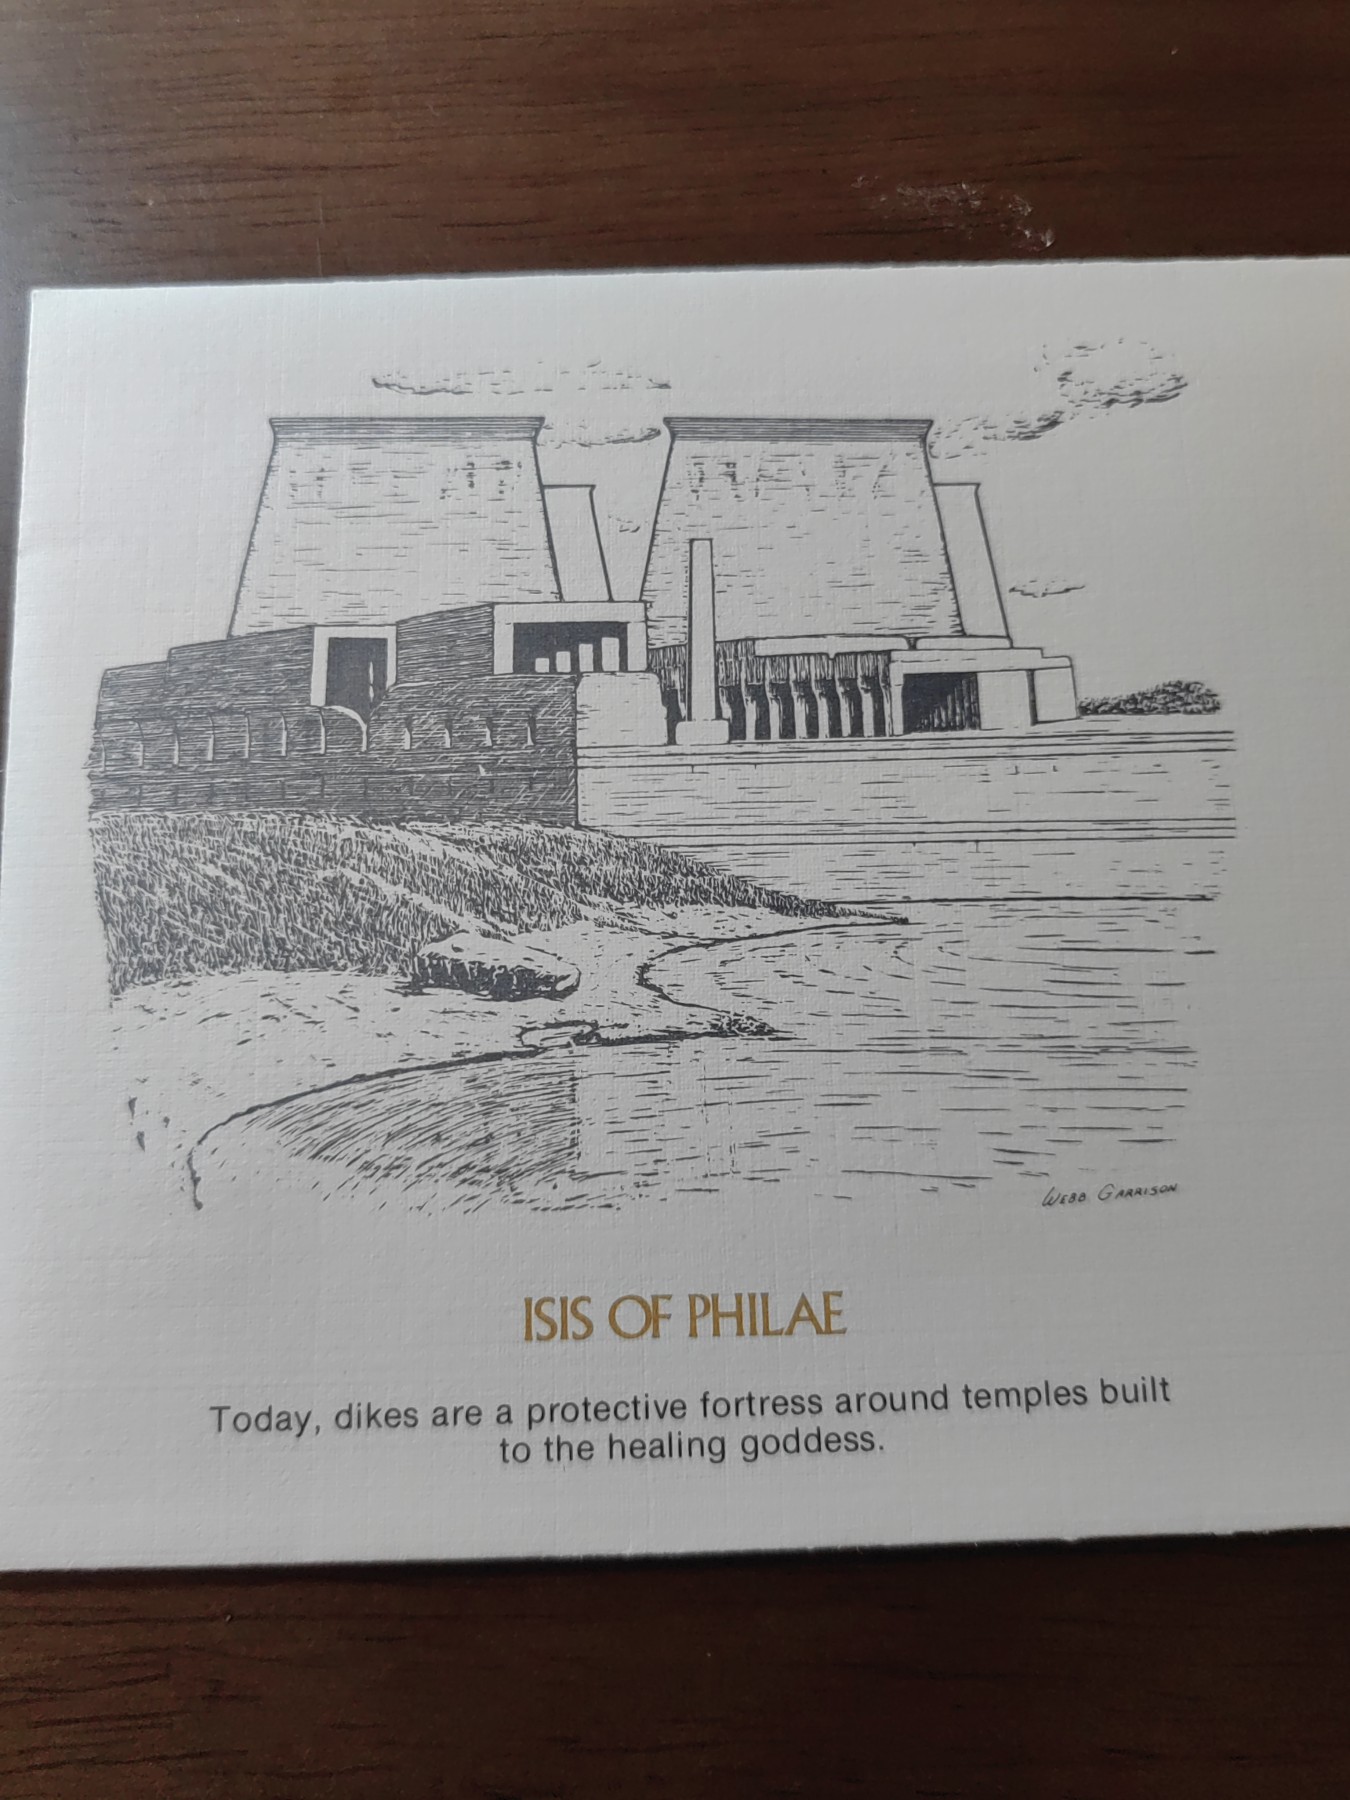 WEBB GARRISON
ISIS OF PHILAE
Today, dikes are a protective fortress around temples built
to the healing goddess.